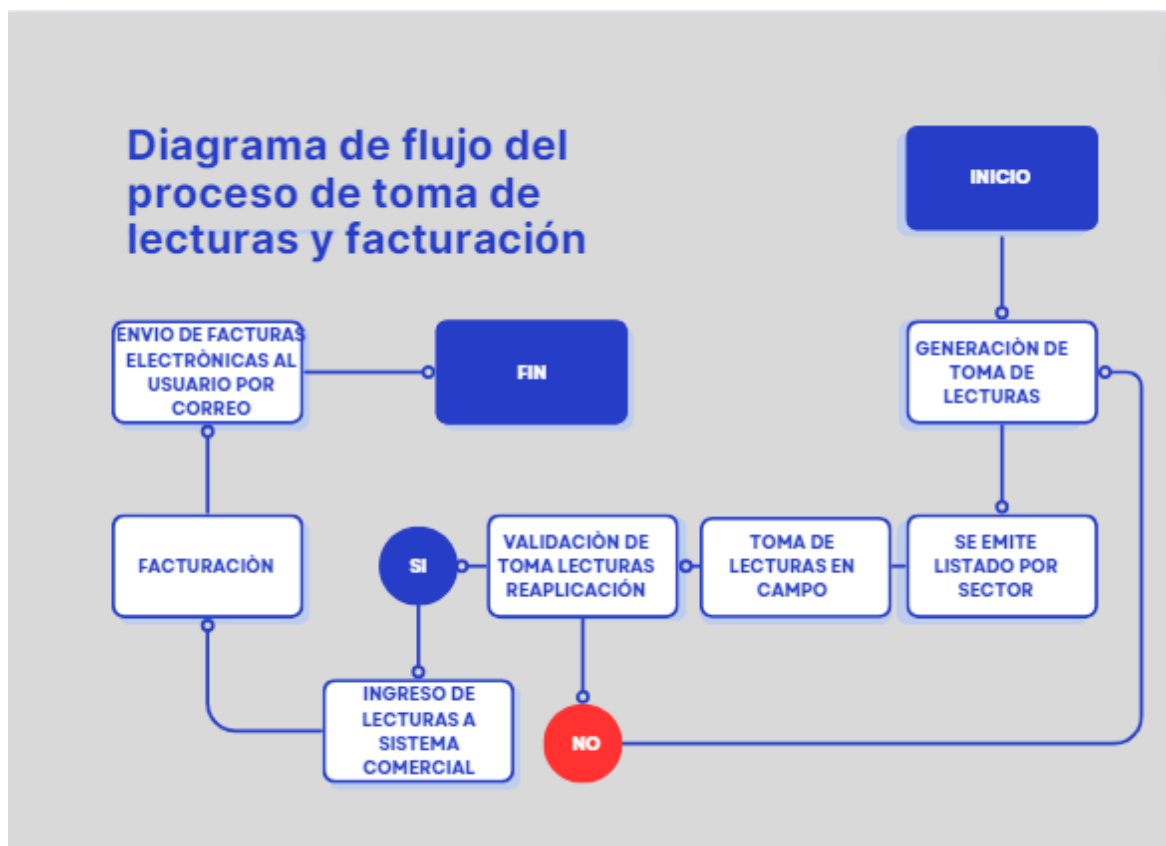 Diagrama de flujo del
proceso de toma de
lecturas y facturación
INICIO
GENERACIÒN DE
TOMA DE
LECTURAS
SE EMITE
LISTADO POR
SECTOR
TOMA DE
LECTURAS EN
CAMPO
VALIDACIÒN DE
TOMA LECTURAS
REAPLICACIÓN
SI
NO
INGRESO DE
LECTURAS A
SISTEMA
COMERCIAL
FACTURACIÒN
ENVIO DE FACTURAS
ELECTRÒNICAS AL
USUARIO POR
CORREO
FIN